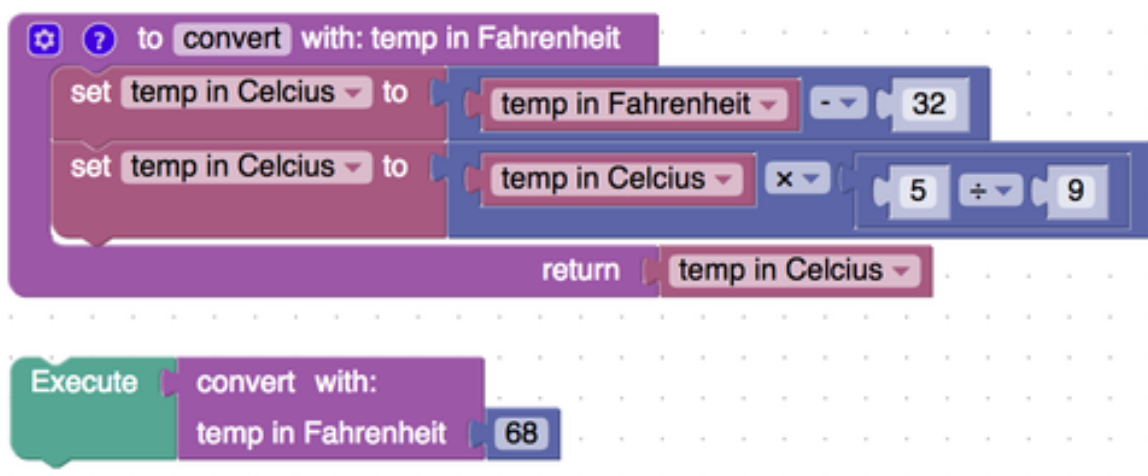 ? to convert with: temp in Fahrenheit
set temp in Celcius to temp in Fahrenheit - 32
set temp in Celcius to temp in Celcius × 5 ÷ 9
return temp in Celcius
Execute convert with:
temp in Fahrenheit 68